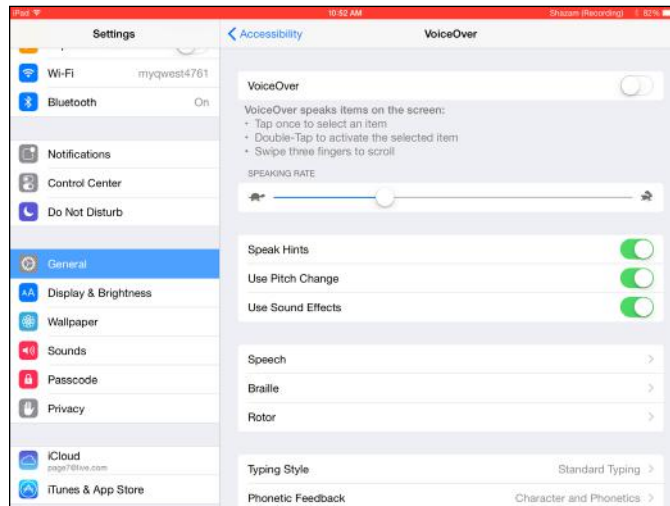 iPad
10:52 AM
Shazam (Recording)
82%
Settings
Accessibility
VoiceOver
Wi-Fi
myqwest4761
Bluetooth
On
Notifications
Control Center
Do Not Disturb
General
Display & Brightness
Wallpaper
Sounds
Passcode
Privacy
iCloud
iTunes & App Store
VoiceOver
VoiceOver speaks items on the screen:
• Tap once to select an item
• Double-Tap to activate the selected item
• Swipe three fingers to scroll
SPEAKING RATE
Speak Hints
Use Pitch Change
Use Sound Effects
Speech
Braille
Rotor
Typing Style
Standard Typing
Phonetic Feedback
Character and Phonetics